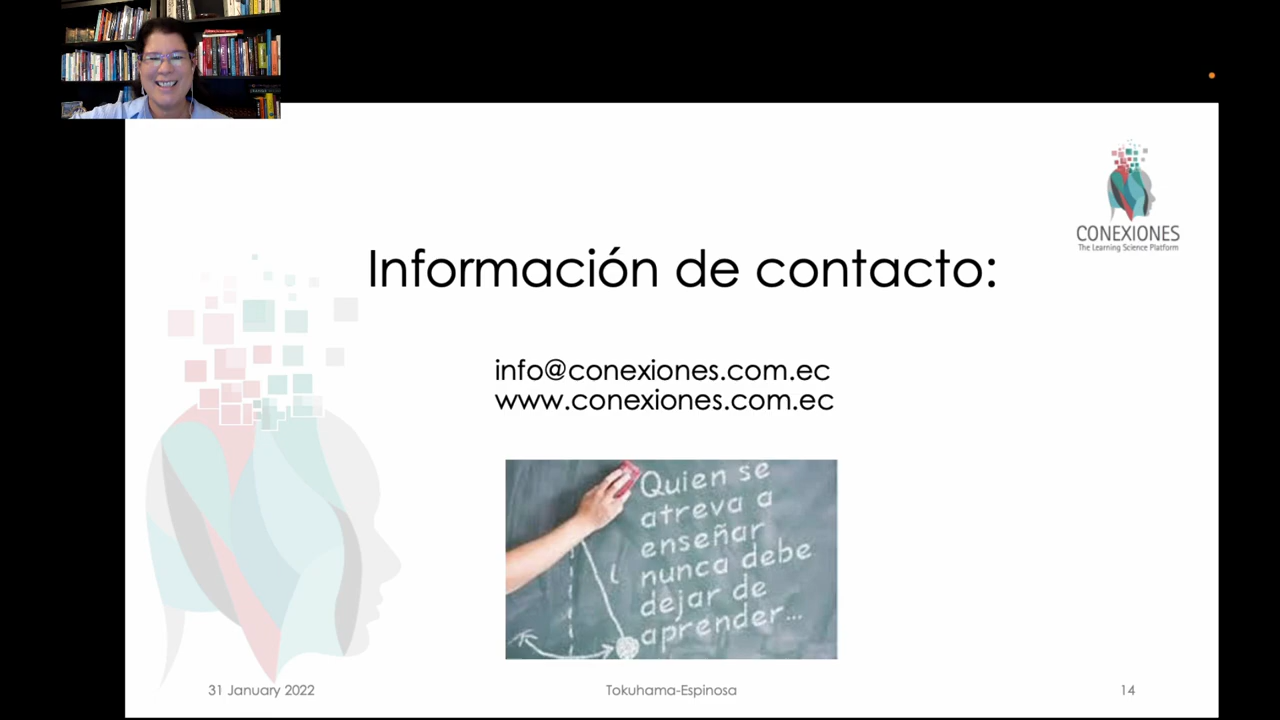 CONEXIONES
The Learning Science Platform
Información de contacto:
info@conexiones.com.ec
www.conexiones.com.ec
Quien se
atreva a
enseñar
nunca debe
dejar de
aprender...
l
31 January 2022
Tokuhama-Espinosa
14